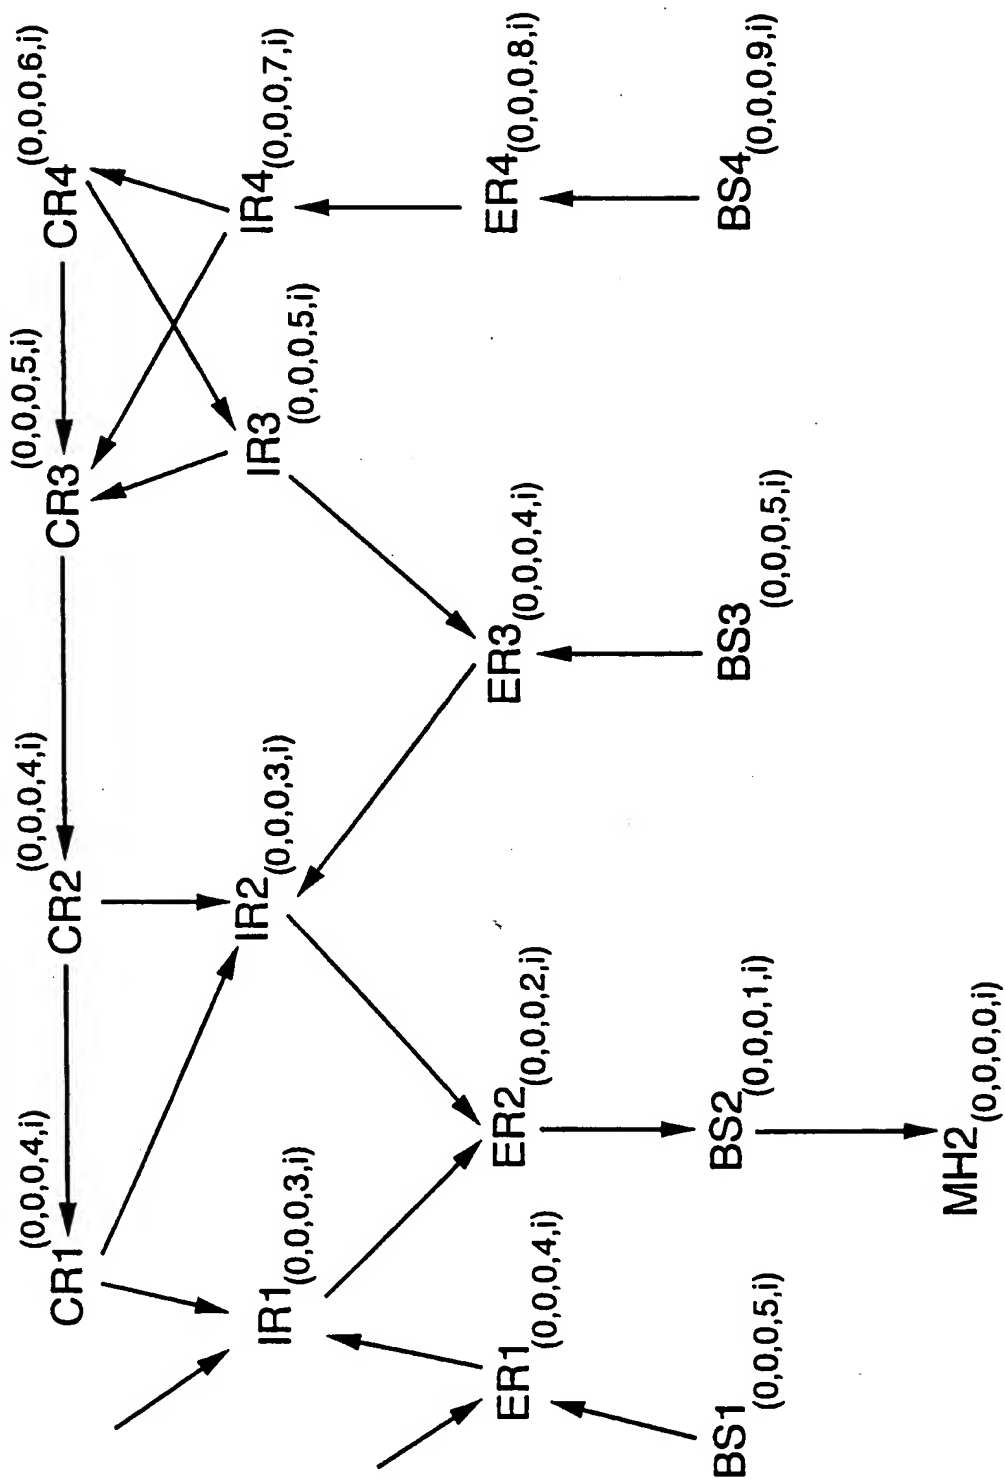 CR1 (0,0,0,4,i)
CR2 (0,0,0,4,i)
CR3 (0,0,0,5,i)
CR4 (0,0,0,6,i)
IR1 (0,0,0,3,i)
IR2 (0,0,0,3,i)
IR3 (0,0,0,5,i)
IR4 (0,0,0,7,i)
ER1 (0,0,0,4,i)
ER2 (0,0,0,2,i)
ER3 (0,0,0,4,i)
ER4 (0,0,0,8,i)
BS1 (0,0,0,5,i)
BS2 (0,0,0,1,i)
BS3 (0,0,0,5,i)
BS4 (0,0,0,9,i)
MH2 (0,0,0,0,i)